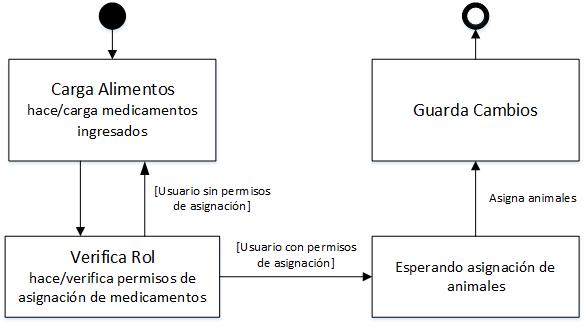 Carga Alimentos
hace/carga medicamentos
ingresados
Guarda Cambios
[Usuario sin permisos
de asignación]
Asigna animales
Verifica Rol
hace/verifica permisos de
asignación de medicamentos
[Usuario con permisos
de asignación]
Esperando asignación de
animales